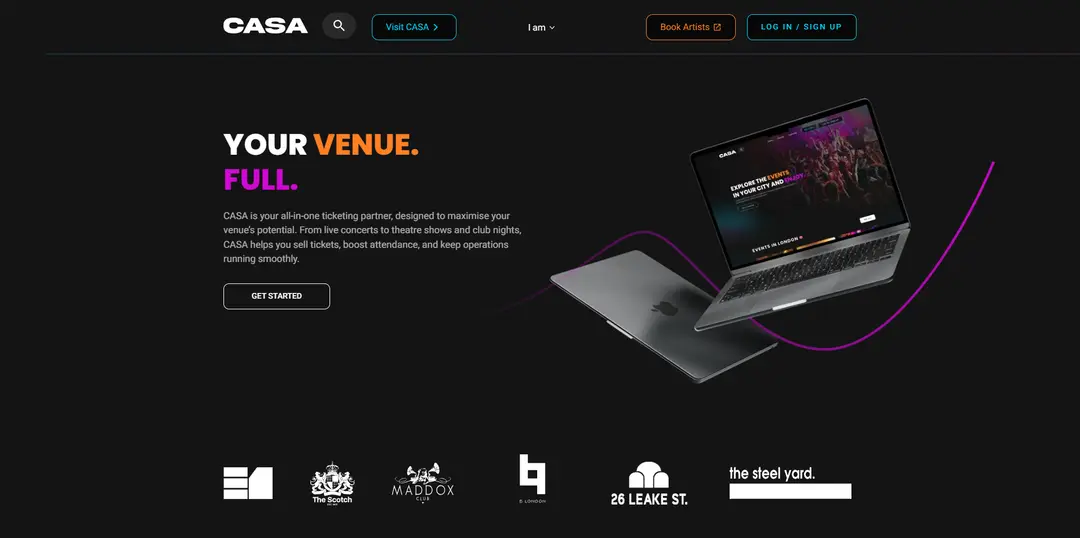 CASA
Visit CASA
I am
Book Artists
LOG IN / SIGN UP
YOUR VENUE.
FULL.
CASA is your all-in-one ticketing partner, designed to maximise your
venue's potential. From live concerts to theatre shows and club nights,
CASA helps you sell tickets, boost attendance, and keep operations
running smoothly.
GET STARTED
CASA
EXPLORE THE EVENTS
IN YOUR CITY AND ENJOY
EVENTS IN LONDON
The Scotch
MADDOX
CLUB
26 LEAKE ST.
the steel yard.